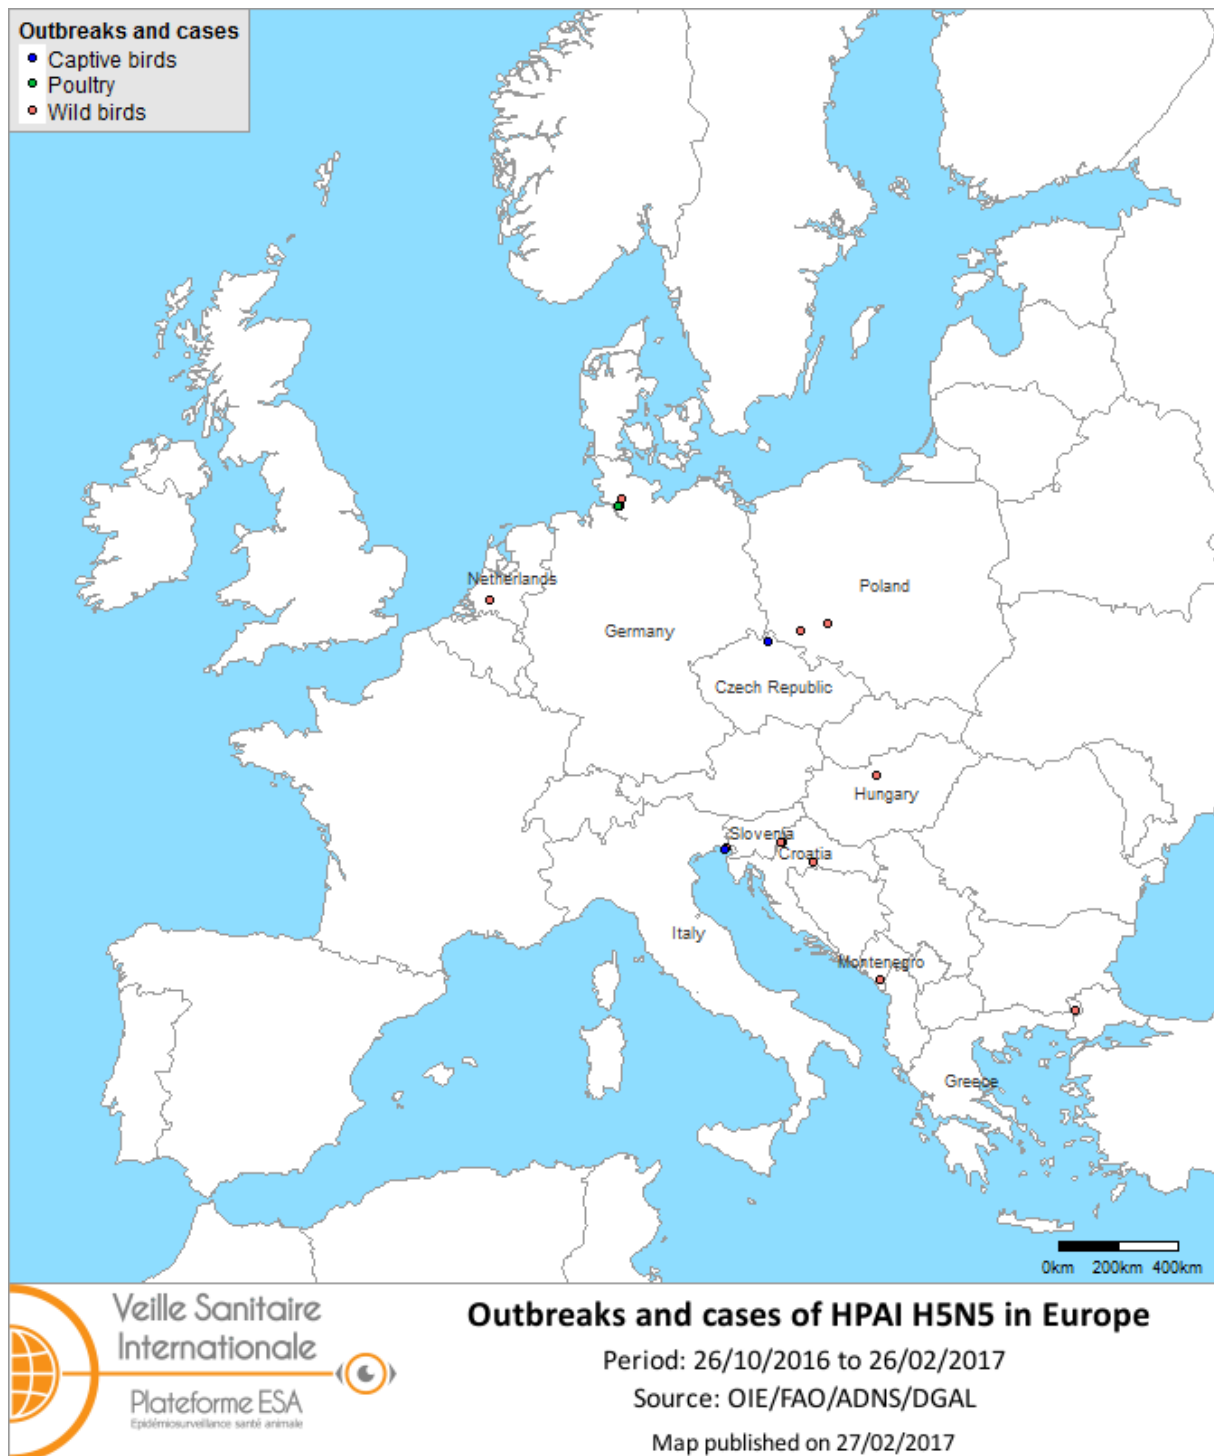 Outbreaks and cases
Captive birds
Poultry
Wild birds
Netherlands
Poland
Germany
Czech Republic
Hungary
Slovenia
Croatia
Italy
Montenegro
Greece
0km 200km 400km
Veille Sanitaire
Internationale
Plateforme ESA
Epidémiosurveillance santé animale
Outbreaks and cases of HPAI H5N5 in Europe
Period: 26/10/2016 to 26/02/2017
Source: OIE/FAO/ADNS/DGAL
Map published on 27/02/2017